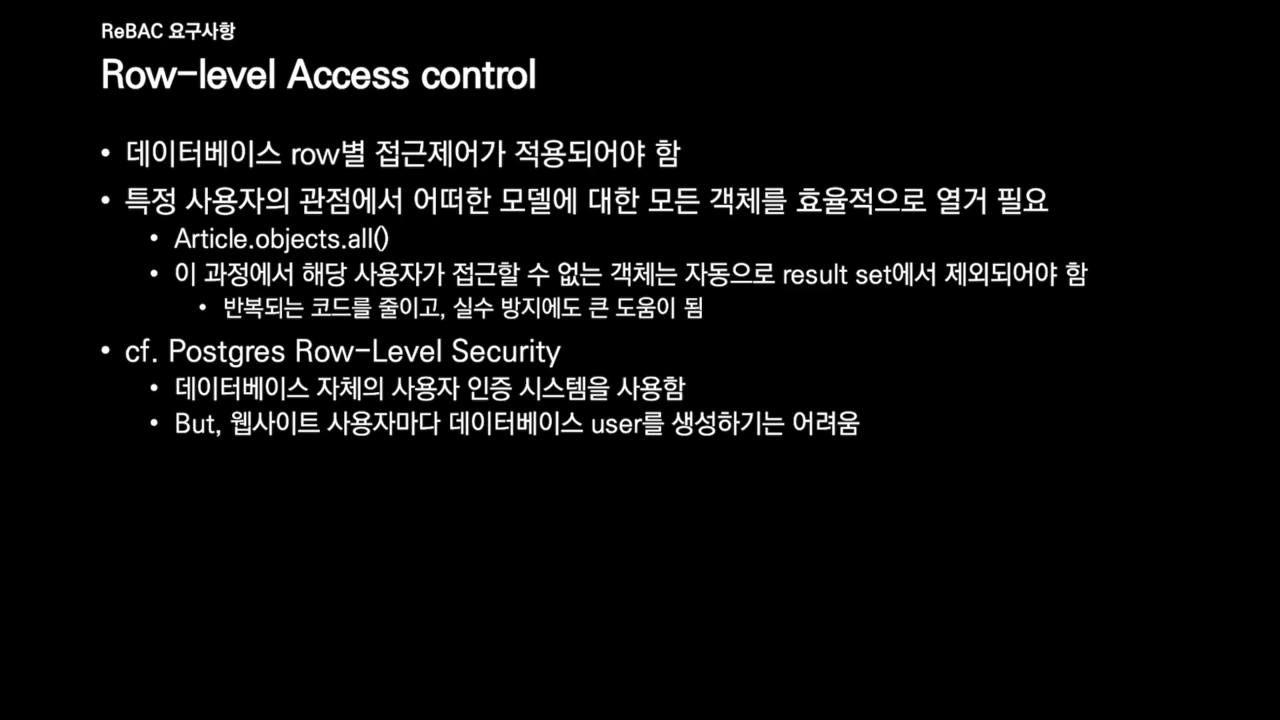 ReBAC 요구사항
Row-level Access control
• 데이터베이스 row별 접근제어가 적용되어야 함
• 특정 사용자의 관점에서 어떠한 모델에 대한 모든 객체를 효율적으로 열거 필요
• Article.objects.all()
• 이 과정에서 해당 사용자가 접근할 수 없는 객체는 자동으로 result set에서 제외되어야 함
• 반복되는 코드를 줄이고, 실수 방지에도 큰 도움이 됨
• cf. Postgres Row-Level Security
• 데이터베이스 자체의 사용자 인증 시스템을 사용함
• But, 웹사이트 사용자마다 데이터베이스 user를 생성하기는 어려움